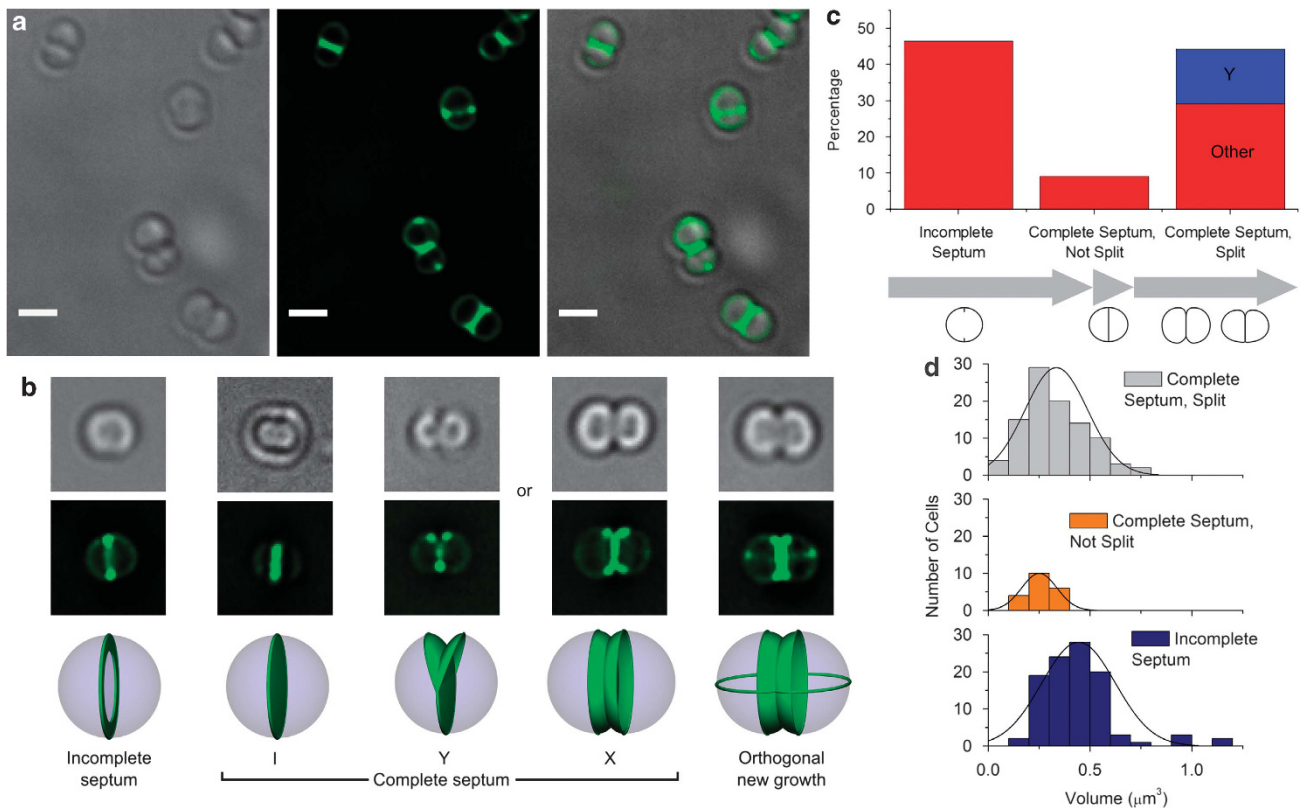 a
b
or
Incomplete
septum
I
Y
X
Complete septum
Orthogonal
new growth
c
Percentage
50
40
30
20
10
0
Y
Other
Incomplete
Septum
Complete Septum,
Not Split
Complete Septum,
Split
d
Number of Cells
30
20
10
0
Complete
Septum, Split
30
20
10
0
Complete Septum,
Not Split
30
20
10
0
Incomplete
Septum
0.0
0.5
1.0
Volume (μm³)